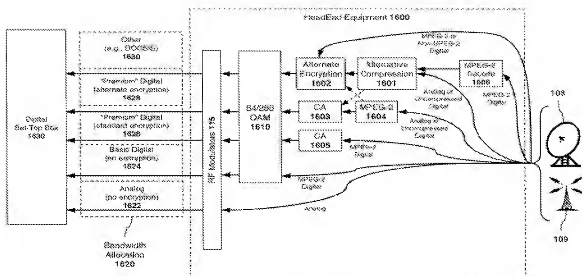 HeadEnd Equipment 1600
Other
(e.g., DOCSIS)
1630
"Premium" Digital
(alternate encryption)
1628
"Premium" Digital
(standard encryption)
Basic Digital
(no encryption)
1624
Analog
(no encryption)
1622
Digital
Set-Top Box
Bandwidth
Allocation
1620
RF Modulators 115
64/256
QAM
1610
Alternate
Encryption
1602
Alternative
Compression
1601
MPEG-2
Decode
1606
CA
1603
MPEG-2
1604
CA
1605
MPEG-2 or
Non-MPEG-2
Digital
Analog or
Uncompressed
Digital
MPEG-2
Digital
Analog or
Uncompressed
Digital
MPEG-2
Digital
MPEG-2
Digital
Analog
108
109